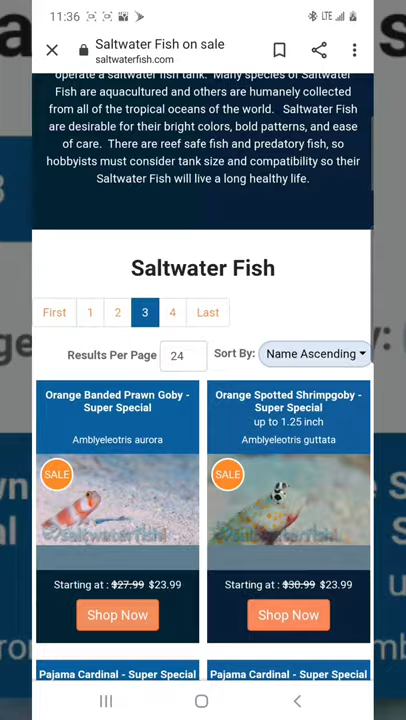 11:36
LTE
Saltwater Fish on sale
saltwaterfish.com
operate a saltwater fish tank. Many species of Saltwater
Fish are aquacultured and others are humanely collected
from all of the tropical oceans of the world. Saltwater Fish
are desirable for their bright colors, bold patterns, and ease
of care. There are reef safe fish and predatory fish, so
hobbyists must consider tank size and compatibility so their
Saltwater Fish will live a long healthy life.
Saltwater Fish
First 1 2 3 4 Last
Results Per Page 24 Sort By: Name Ascending
Orange Banded Prawn Goby -
Super Special
Amblyeleotris aurora
SALE
saltwaterfish
Starting at : $27.99 $23.99
Shop Now
Orange Spotted Shrimpgoby -
Super Special
up to 1.25 inch
Amblyeleotris guttata
SALE
saltwaterfish
Starting at : $30.99 $23.99
Shop Now
Pajama Cardinal - Super Special
Pajama Cardinal - Super Special